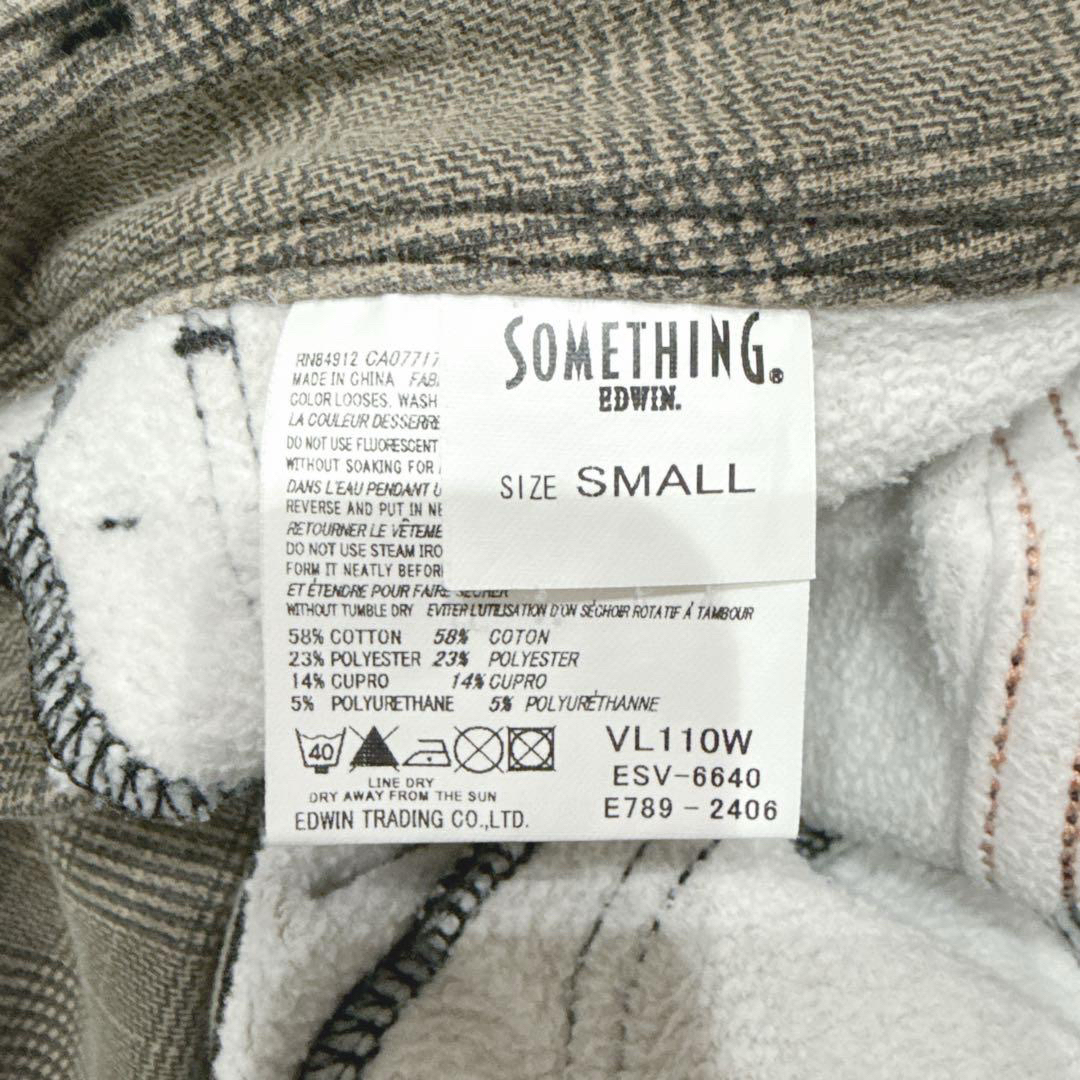 SOMETHING®
EDWIN.
SIZE SMALL
RN84912 CA07717
MADE IN CHINA
COLOR LOOSES. WASH
LA COULEUR DESSERRE
DO NOT USE FLUORESCENT
WITHOUT SOAKING FOR
DANS L'EAU PENDANT
REVERSE AND PUT IN
RETOURNER LE VÊTEME
DO NOT USE STEAM IRO
FORM IT NEATLY BEFOR
ET ÉTENDRE POUR FAIRE SÉCHER
WITHOUT TUMBLE DRY EVITER L'UTILISATION D'ON SÉCHOIR ROTATIF À TAMBOUR
58% COTTON 58% COTON
23% POLYESTER 23% POLYESTER
14% CUPRO 14% CUPRO
5% POLYURETHANE 5% POLYURÉTHANNE
40
LINE DRY
DRY AWAY FROM THE SUN
EDWIN TRADING CO.,LTD.
VL110W
ESV-6640
E789-2406